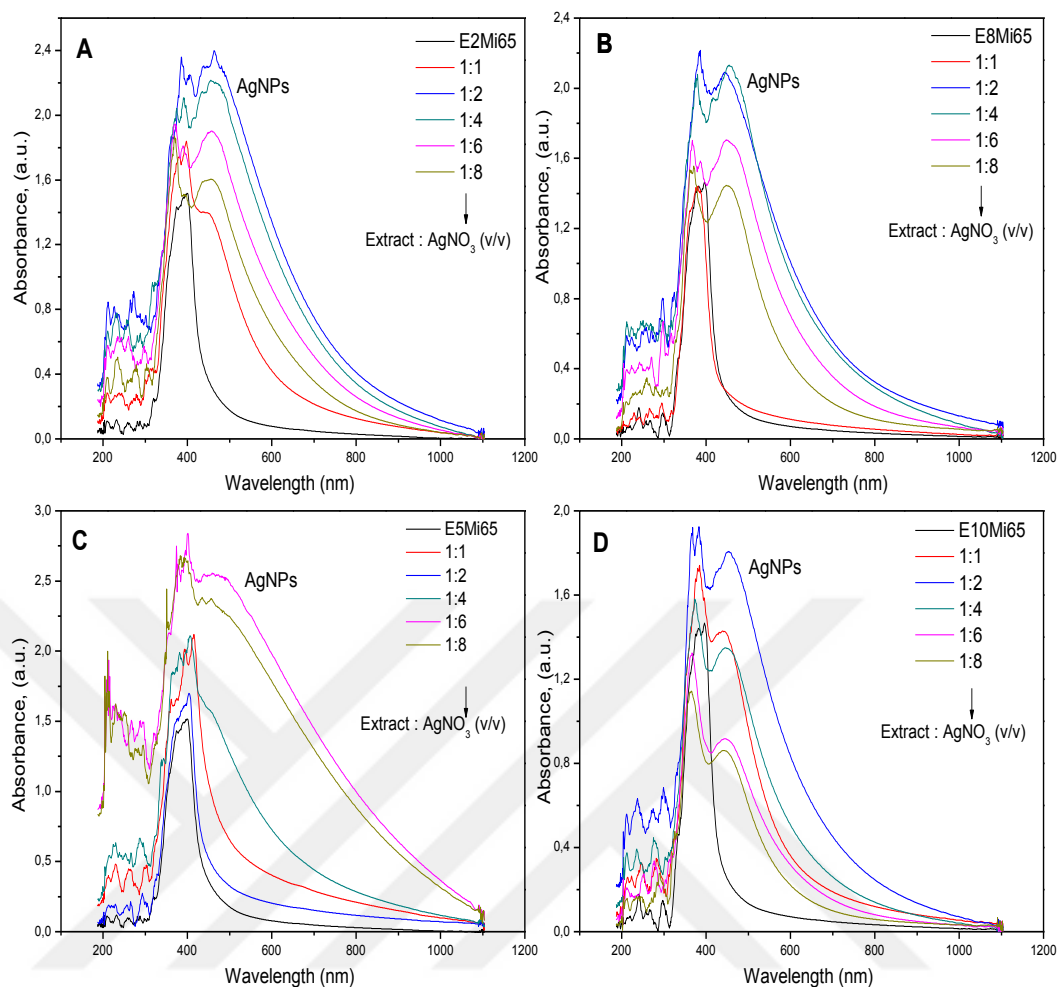 A
AgNPs
E2Mi65
1:1
1:2
1:4
1:6
1:8
Extract : AgNO₃ (v/v)
Absorbance, (a.u.)
2,4
2,0
1,6
1,2
0,8
0,4
0,0
200 400 600 800 1000 1200
Wavelength (nm)
B
AgNPs
E8Mi65
1:1
1:2
1:4
1:6
1:8
Extract : AgNO₃ (v/v)
Absorbance, (a.u.)
2,4
2,0
1,6
1,2
0,8
0,4
0,0
200 400 600 800 1000 1200
Wavelength (nm)
C
AgNPs
E5Mi65
1:1
1:2
1:4
1:6
1:8
Extract : AgNO₃ (v/v)
Absorbance (a.u.)
3,0
2,5
2,0
1,5
1,0
0,5
0,0
200 400 600 800 1000 1200
Wavelength (nm)
D
AgNPs
E10Mi65
1:1
1:2
1:4
1:6
1:8
Extract : AgNO₃ (v/v)
Absorbance (a.u.)
2,0
1,6
1,2
0,8
0,4
0,0
200 400 600 800 1000 1200
Wavelength (nm)